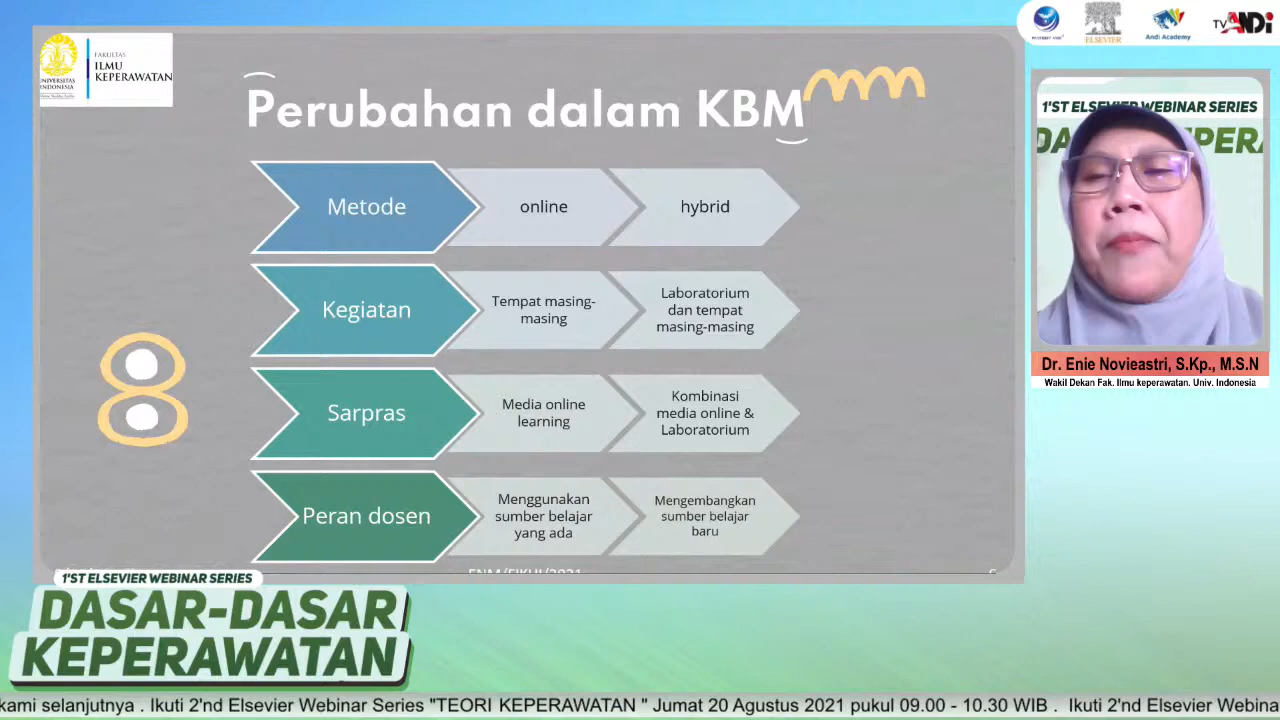 UNIVERSITAS
INDONESIA
FAKULTAS
ILMU
KEPERAWATAN
Perubahan dalam KBM
Metode
online
hybrid
Kegiatan
Tempat masing-
masing
Laboratorium
dan tempat
masing-masing
Sarpras
Media online
learning
Kombinasi
media online &
Laboratorium
Peran dosen
Menggunakan
sumber belajar
yang ada
Mengembangkan
sumber belajar
baru
8
ENM/FIKUI/2021
ELSEVIER
Andi Academy
TV ANDI
1'ST ELSEVIER WEBINAR SERIES
Dr. Enie Novieastri, S.Kp., M.S.N
Wakil Dekan Fak. Ilmu keperawatan. Univ. Indonesia
1'ST ELSEVIER WEBINAR SERIES
DASAR-DASAR
KEPERAWATAN
kami selanjutnya . Ikuti 2'nd Elsevier Webinar Series "TEORI KEPERAWATAN " Jumat 20 Agustus 2021 pukul 09.00 - 10.30 WIB . Ikuti 2'nd Elsevier Webina